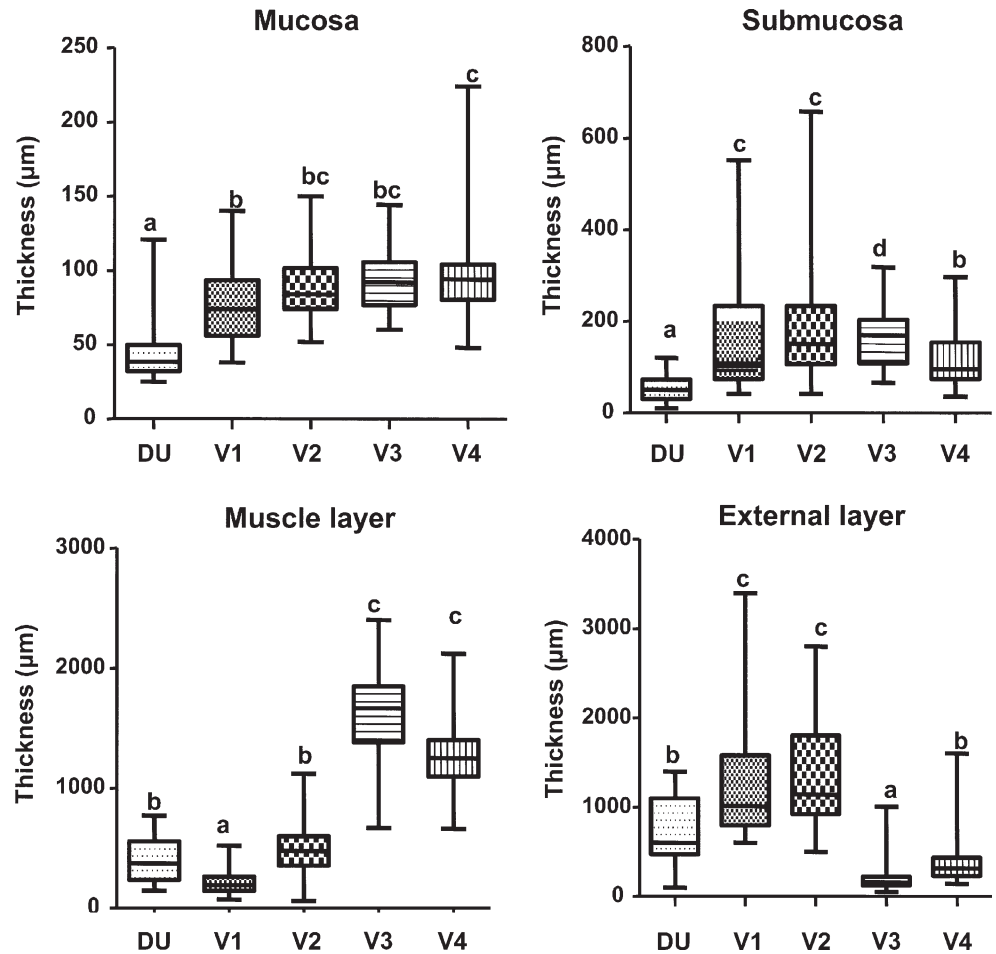 Mucosa
Thickness (µm)
250
200
150
100
50
0
a
b
bc
bc
c
DU V1 V2 V3 V4
Submucosa
Thickness (µm)
800
600
400
200
0
a
c
c
d
b
DU V1 V2 V3 V4
Muscle layer
Thickness (µm)
3000
2000
1000
0
b
a
b
c
c
DU V1 V2 V3 V4
External layer
Thickness (µm)
4000
3000
2000
1000
0
b
c
c
a
b
DU V1 V2 V3 V4